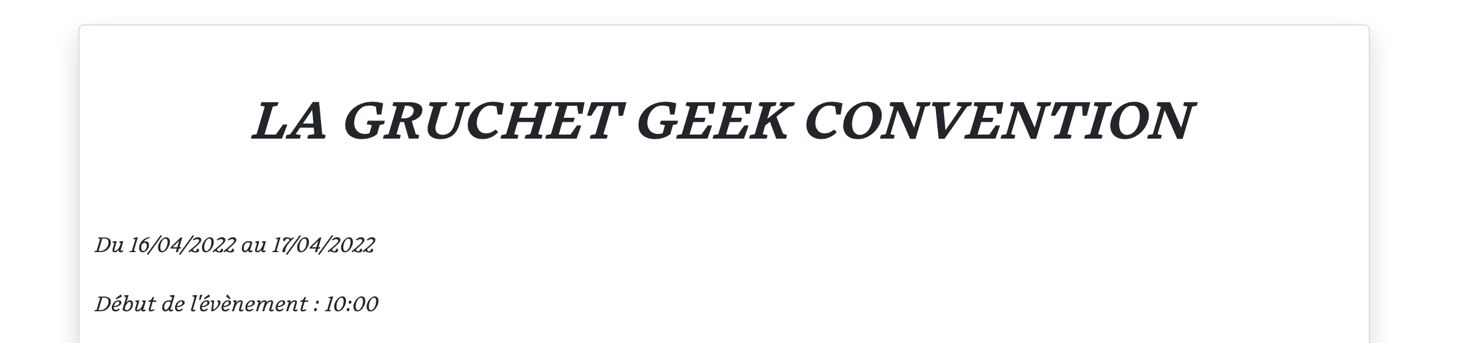 LA GRUCHET GEEK CONVENTION
Du 16/04/2022 au 17/04/2022
Début de l'évènement : 10:00